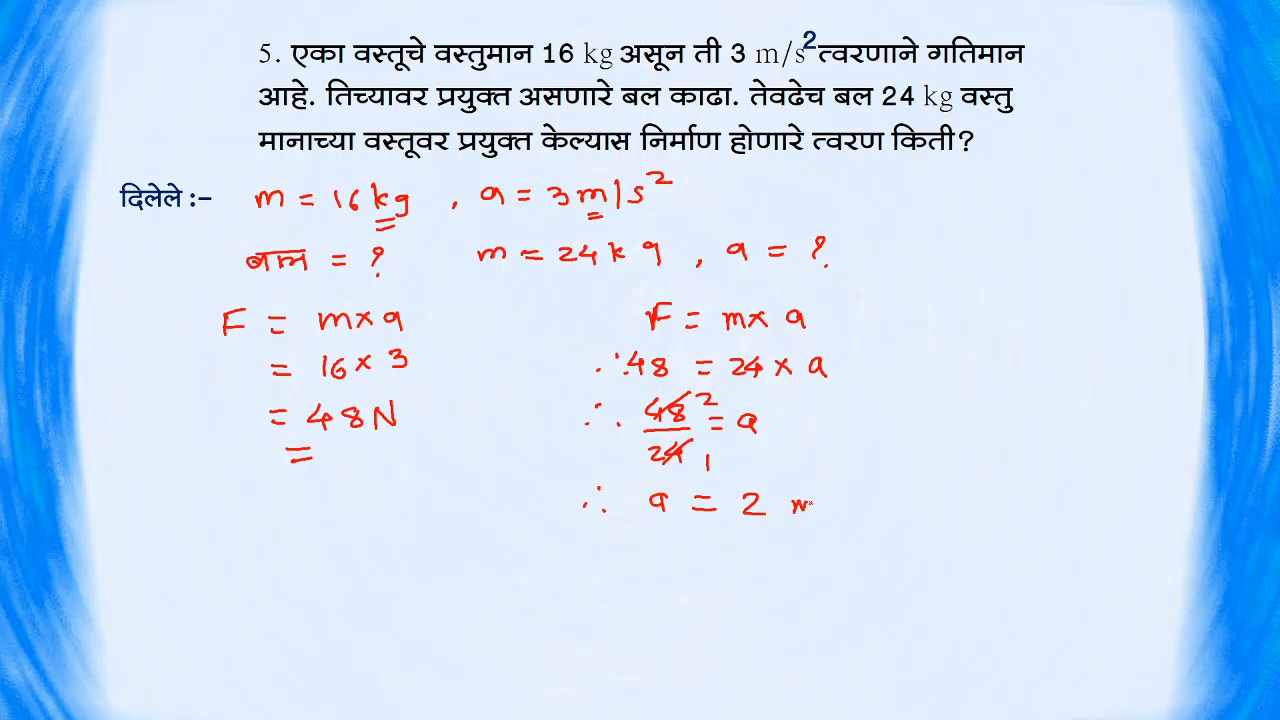 5. एका वस्तूचे वस्तुमान 16 kg असून ती 3 m/s² त्वरणाने गतिमान
आहे. तिच्यावर प्रयुक्त असणारे बल काढा. तेवढेच बल 24 kg वस्तु
मानाच्या वस्तूवर प्रयुक्त केल्यास निर्माण होणारे त्वरण किती?
दिलेले :- m = 16 kg , a = 3 m/s²
बल = ? m = 24 kg , a = ?
F = m x a
= 16 x 3
= 48 N
F = m x a
∴ 48 = 24 x a
∴ 48/24 = a
2
1
∴ a = 2 m